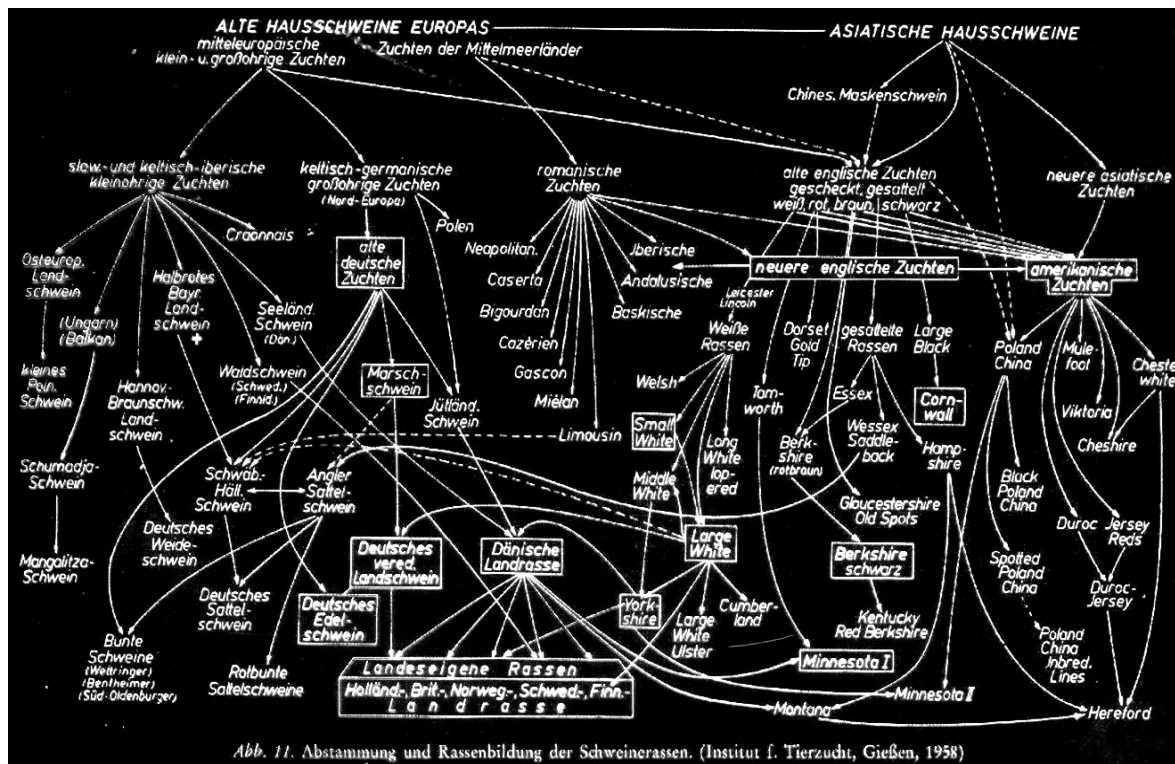 ALTE HAUSSCHWEINE EUROPAS
ASIATISCHE HAUSSCHWEINE
mitteleuropäische
klein- u. großohrige Zuchten
Zuchten der Mittelmeerländer
Chines. Maskenschwein
slaw.- und keltisch-iberische
kleinohrige Zuchten
keltisch-germanische
großohrige Zuchten
(Nord-Europa)
romanische
Zuchten
alte englische Zuchten
gescheckt, gesattelt
weiß, rot, braun, schwarz
neuere asiatische
Zuchten
Craonnais
Polen
alte
deutsche
Zuchten
Neapolitan.
Caserta
Bigourdan
Cazérien
Gascon
Miélan
Limousin
Baskische
Andalusische
Jberische
neuere englische Zuchten
amerikanische
Zuchten
Osteurop.
Land-
schwein
Halbrotes
Bayr.
Land-
schwein
(Ungarn)
(Balkan)
Seeländ.
Schwein
(Dän.)
Leicester
Lincoln
Weiße
Rassen
Dorset
Gold
Tip
gesattelte
Rassen
Large
Black
Poland
China
Mule-
foot
Chester
white
kleines
Poln.
Schwein
Hannov.-
Braunschw.
Land-
schwein
Waldschwein
(Schwed.)
(Finnld.)
Marsch-
schwein
Jütländ.
Schwein
Welsh
Small
White
Tam-
worth
Essex
Corn-
wall
Viktoria
Cheshire
Schumadja-
Schwein
Schwäb.-
Häll.
Schwein
Angler
Sattel-
schwein
Middle
White
Long
White
lop-
ered
Berk-
shire
(rotbraun)
Wessex
Saddle-
back
Hamp-
shire
Black
Poland
China
Mangalitza-
Schwein
Deutsches
Weide-
schwein
Deutsches
vered.
Landschwein
Dänische
Landrasse
Large
White
Gloucestershire
Old Spots
Berkshire
schwarz
Duroc
Jersey
Reds
Spotted
Poland
China
Duroc-
Jersey
Deutsches
Sattel-
schwein
Deutsches
Edel-
schwein
York-
shire
Large
White
Ulster
Cumber-
land
Kentucky
Red Berkshire
Poland
China
Jnbred.
Lines
Bunte
Schweine
(Wettringer)
(Bentheimer)
(Süd-Oldenburger)
Rotbunte
Sattelschweine
Landeseigene Rassen
Holländ.-, Brit.-, Norweg.-, Schwed.-, Finn.-
Landrasse
Minnesota I
Minnesota II
Montana
Hereford
Abb. 11. Abstammung und Rassenbildung der Schweinerassen. (Institut f. Tierzucht, Gießen, 1958)